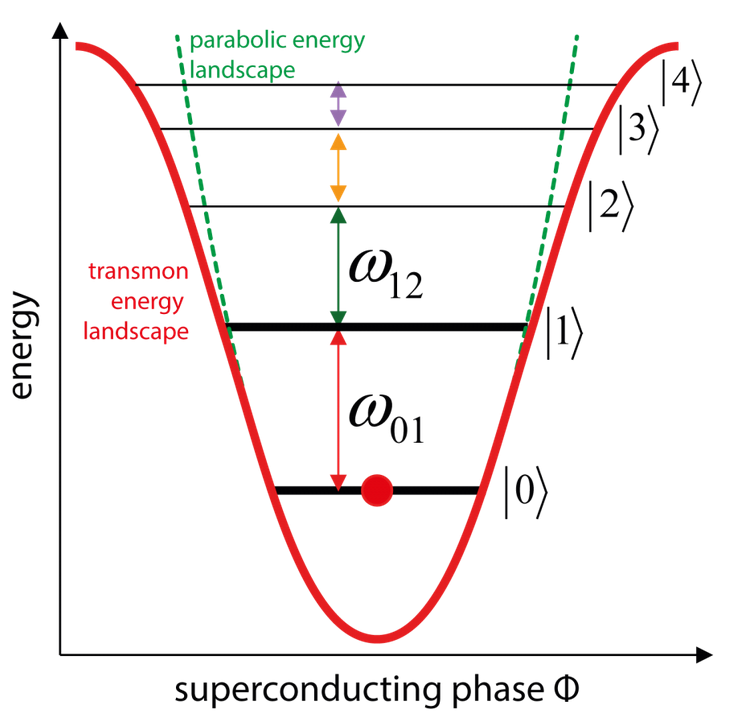 parabolic energy
landscape
|4⟩
|3⟩
|2⟩
ω12
transmon
energy
landscape
|1⟩
ω01
|0⟩
energy
superconducting phase Φ